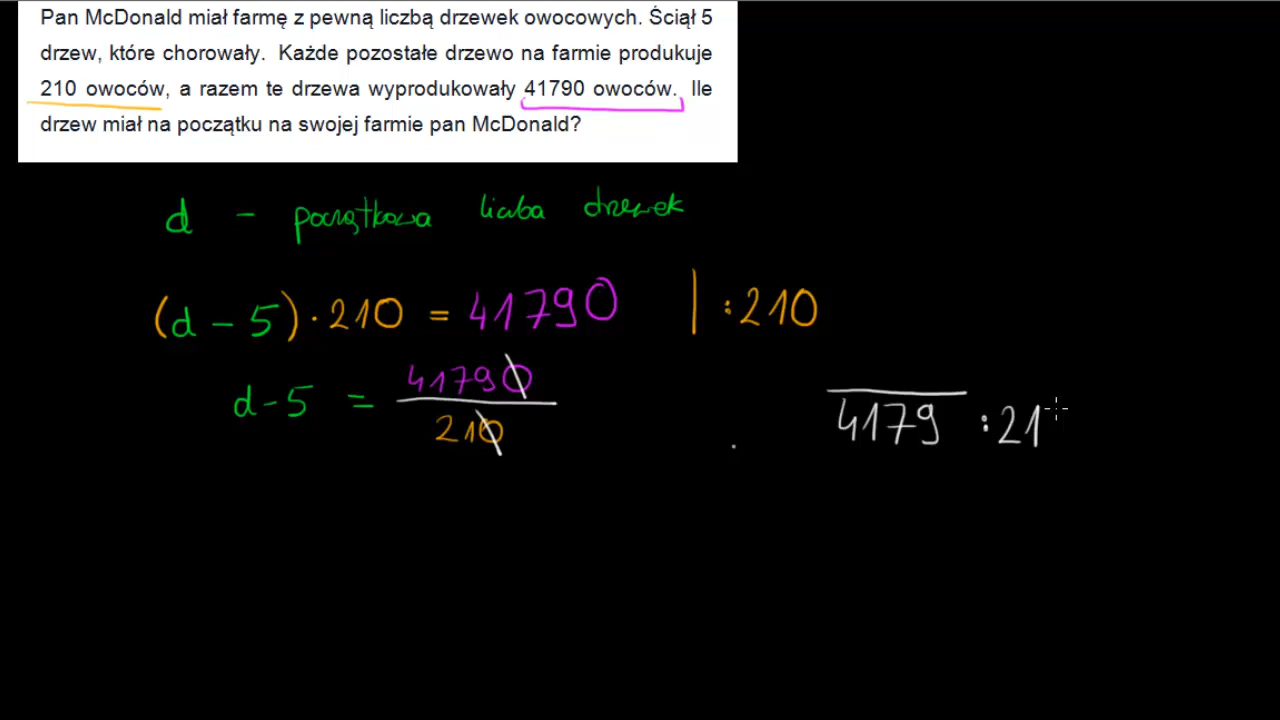 Pan McDonald miał farmę z pewną liczbą drzewek owocowych. Ściął 5
drzew, które chorowały. Każde pozostałe drzewo na farmie produkuje
210 owoców, a razem te drzewa wyprodukowały 41790 owoców. Ile
drzew miał na początku na swojej farmie pan McDonald?
d - początkowa liczba drzewek
(d - 5) · 210 = 41790 | : 210
d - 5 = 41790
210
4179 : 21